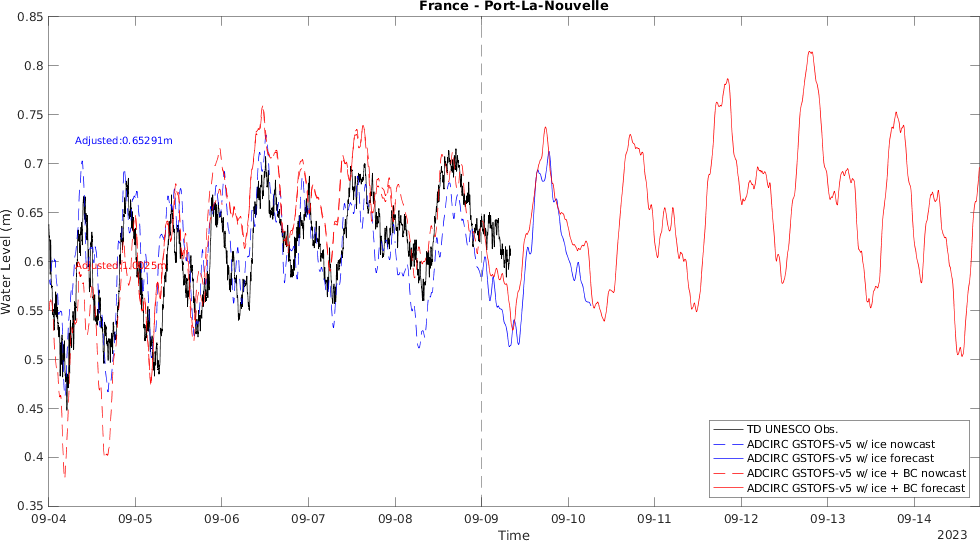 France - Port-La-Nouvelle
0.85
0.8
0.75
0.7
0.65
0.6
0.55
0.5
0.45
0.4
0.35
Water Level (m)
Adjusted:0.65291m
TD UNESCO Obs.
ADCIRC GSTOFS-v5 w/ ice nowcast
ADCIRC GSTOFS-v5 w/ ice forecast
ADCIRC GSTOFS-v5 w/ ice + BC nowcast
ADCIRC GSTOFS-v5 w/ ice + BC forecast
09-04 09-05 09-06 09-07 09-08 09-09 09-10 09-11 09-12 09-13 09-14
Time
2023